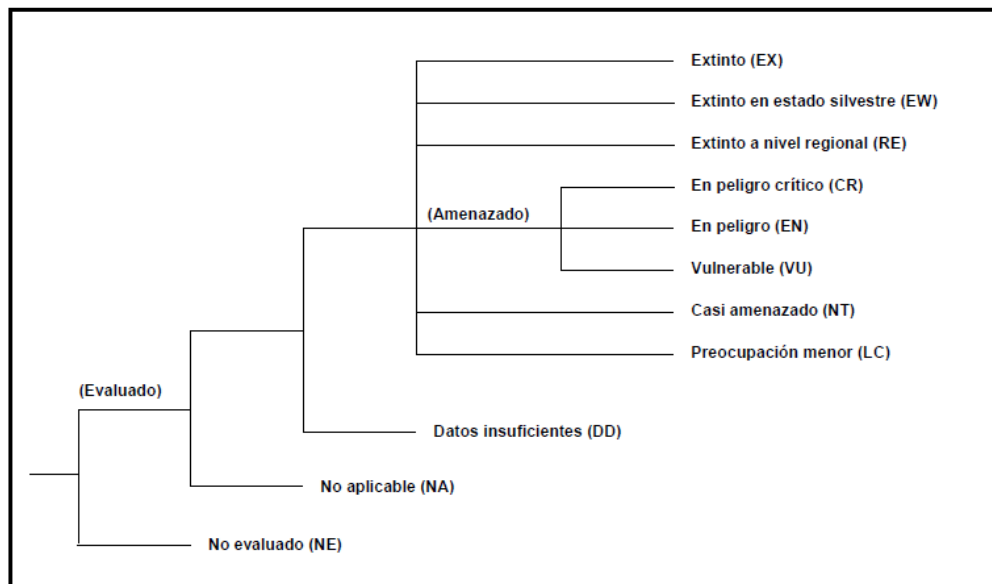 Extinto (EX)
Extinto en estado silvestre (EW)
Extinto a nivel regional (RE)
En peligro crítico (CR)
(Amenazado)
En peligro (EN)
Vulnerable (VU)
Casi amenazado (NT)
Preocupación menor (LC)
(Evaluado)
Datos insuficientes (DD)
No aplicable (NA)
No evaluado (NE)